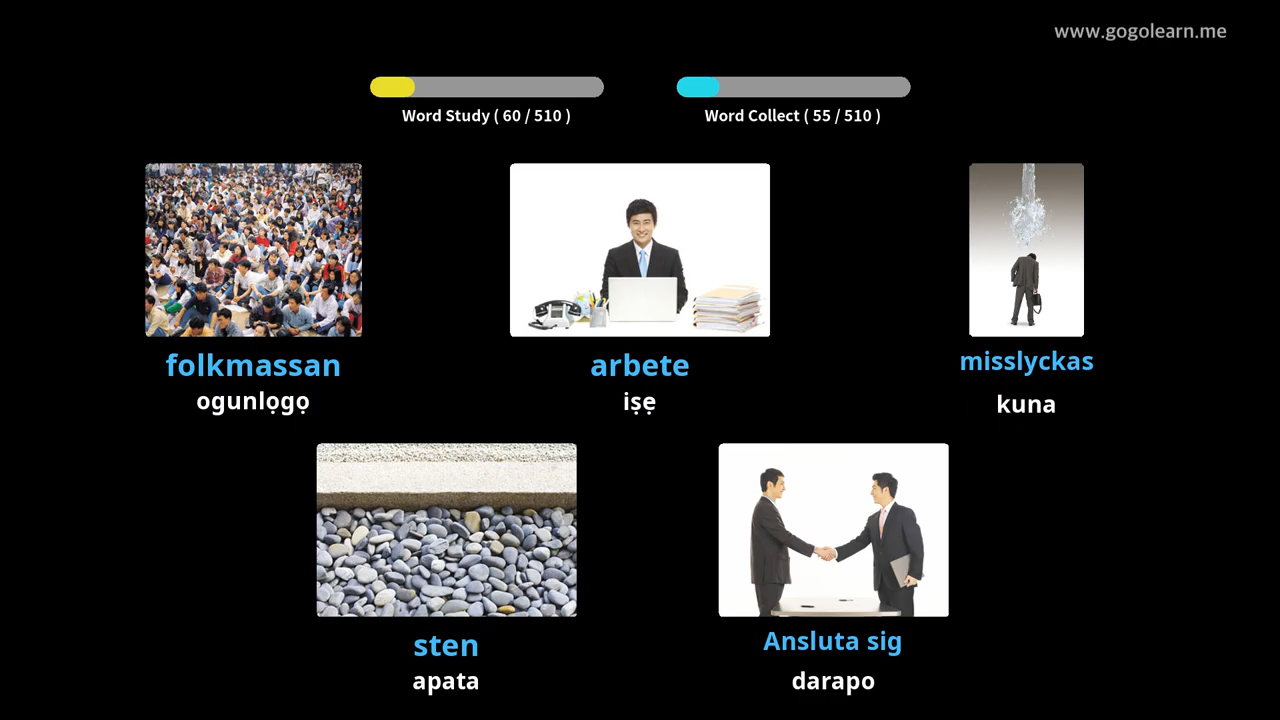 www.gogolearn.me
Word Study ( 60 / 510 )
Word Collect ( 55 / 510 )
folkmassan
ogunlọgọ
arbete
iṣẹ
misslyckas
kuna
sten
apata
Ansluta sig
darapo